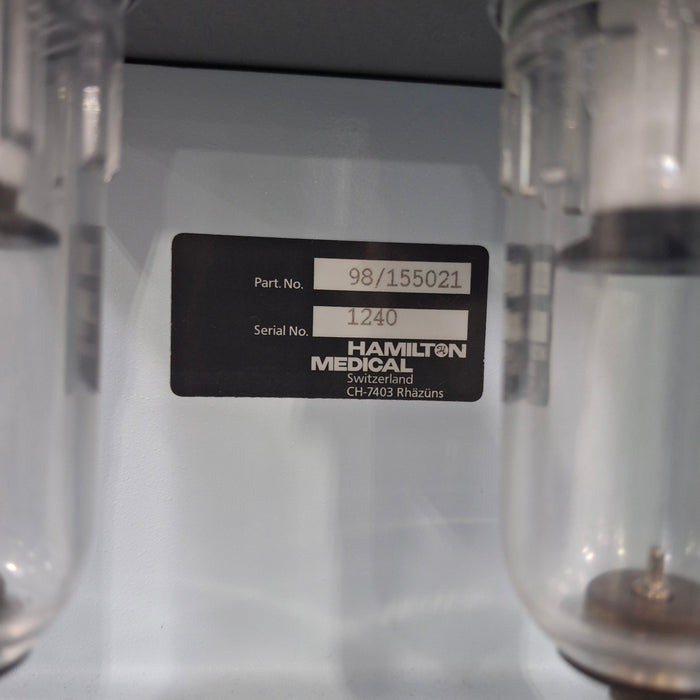 Part. No. 98/155021
Serial No. 1240
HAMILTON
MEDICAL
Switzerland
CH-7403 Rhäzüns